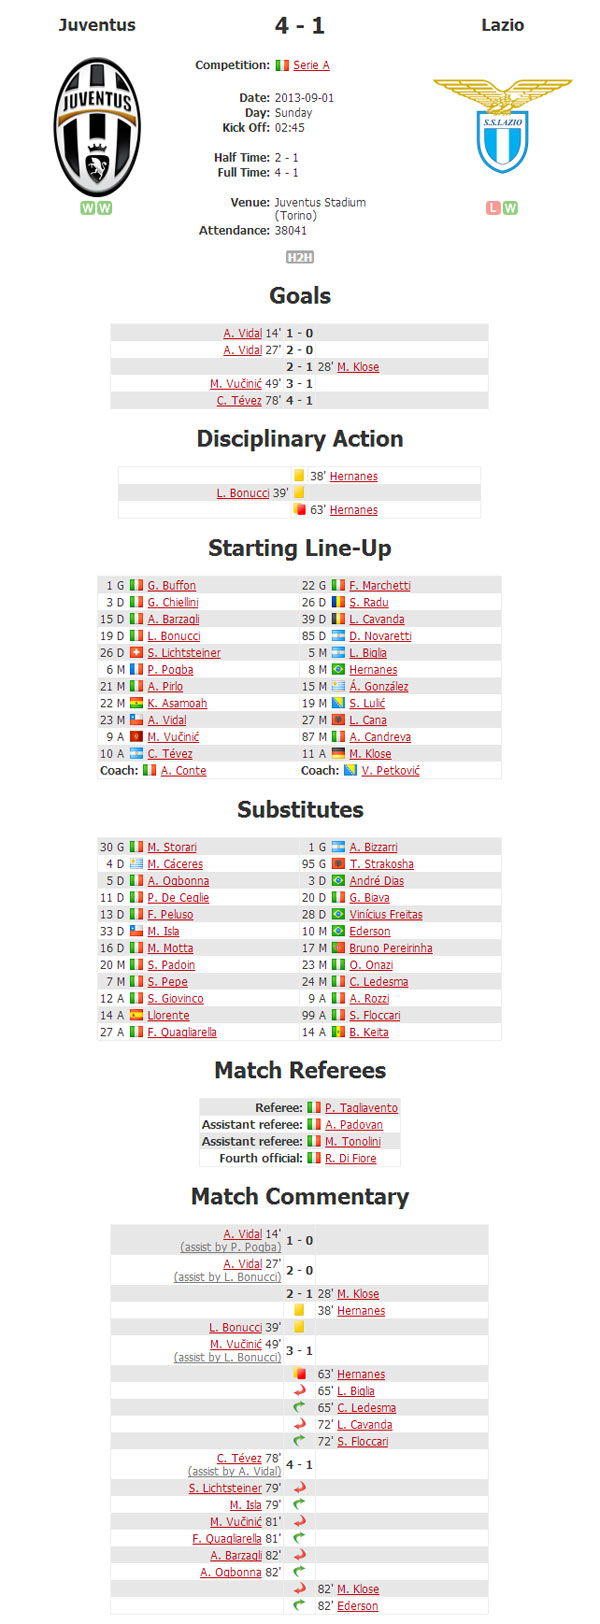 Juventus 4 - 1 Lazio
Competition: Serie A
JUVENTUS
S.S.LAZIO
Date: 2013-09-01
Day: Sunday
Kick Off: 02:45
Half Time: 2 - 1
Full Time: 4 - 1
Venue: Juventus Stadium
(Torino)
W W L W
Attendance: 38041
H2H
Goals
A. Vidal 14' 1 - 0
A. Vidal 27' 2 - 0
2 - 1 28' M. Klose
M. Vučinić 49' 3 - 1
C. Tévez 78' 4 - 1
Disciplinary Action
38' Hernanes
L. Bonucci 39'
63' Hernanes
Starting Line-Up
1 G G. Buffon 22 G F. Marchetti
3 D G. Chiellini 26 D S. Radu
15 D A. Barzagli 39 D L. Cavanda
19 D L. Bonucci 85 D D. Novaretti
26 D S. Lichtsteiner 5 M L. Biglia
6 M P. Pogba 8 M Hernanes
21 M A. Pirlo 15 M Á. González
22 M K. Asamoah 19 M S. Lulić
23 M A. Vidal 27 M L. Cana
9 A M. Vučinić 87 M A. Candreva
10 A C. Tévez 11 A M. Klose
Coach: A. Conte Coach: V. Petković
Substitutes
30 G M. Storari 1 G A. Bizzarri
4 D M. Cáceres 95 G T. Strakosha
5 D A. Ogbonna 3 D André Dias
11 D P. De Ceglie 20 D G. Biava
13 D F. Peluso 28 D Vinícius Freitas
33 D M. Isla 10 M Ederson
16 D M. Motta 17 M Bruno Pereirinha
20 M S. Padoin 23 M O. Onazi
7 M S. Pepe 24 M C. Ledesma
12 A S. Giovinco 9 A A. Rozzi
14 A Llorente 99 A S. Floccari
27 A F. Quagliarella 14 A B. Keita
Match Referees
Referee: P. Tagliavento
Assistant referee: A. Padovan
Assistant referee: M. Tonolini
Fourth official: R. Di Fiore
Match Commentary
A. Vidal 14' 1 - 0
(assist by P. Pogba)
A. Vidal 27' 2 - 0
(assist by L. Bonucci)
2 - 1 28' M. Klose
38' Hernanes
L. Bonucci 39'
M. Vučinić 49' 3 - 1
(assist by L. Bonucci)
63' Hernanes
65' L. Biglia
65' C. Ledesma
72' L. Cavanda
72' S. Floccari
C. Tévez 78' 4 - 1
(assist by A. Vidal)
S. Lichtsteiner 79'
M. Isla 79'
M. Vučinić 81'
F. Quagliarella 81'
A. Barzagli 82'
A. Ogbonna 82'
82' M. Klose
82' Ederson